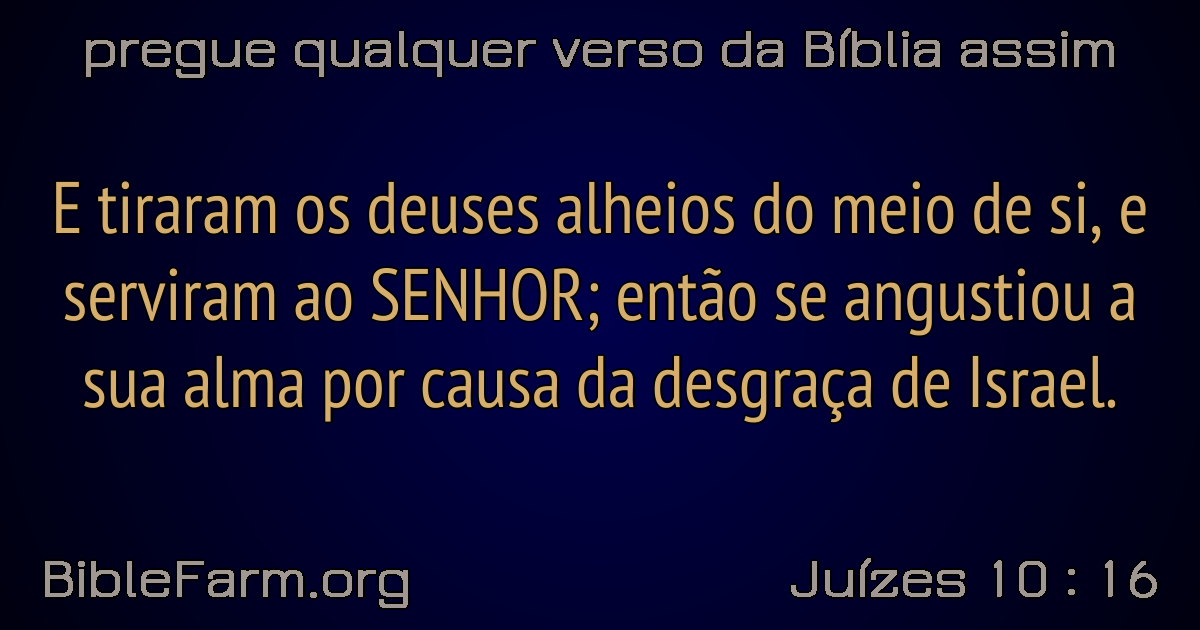 pregue qualquer verso da Bíblia assim
E tiraram os deuses alheios do meio de si, e
serviram ao SENHOR; então se angustiou a
sua alma por causa da desgraça de Israel.
BibleFarm.org
Juízes 10 : 16